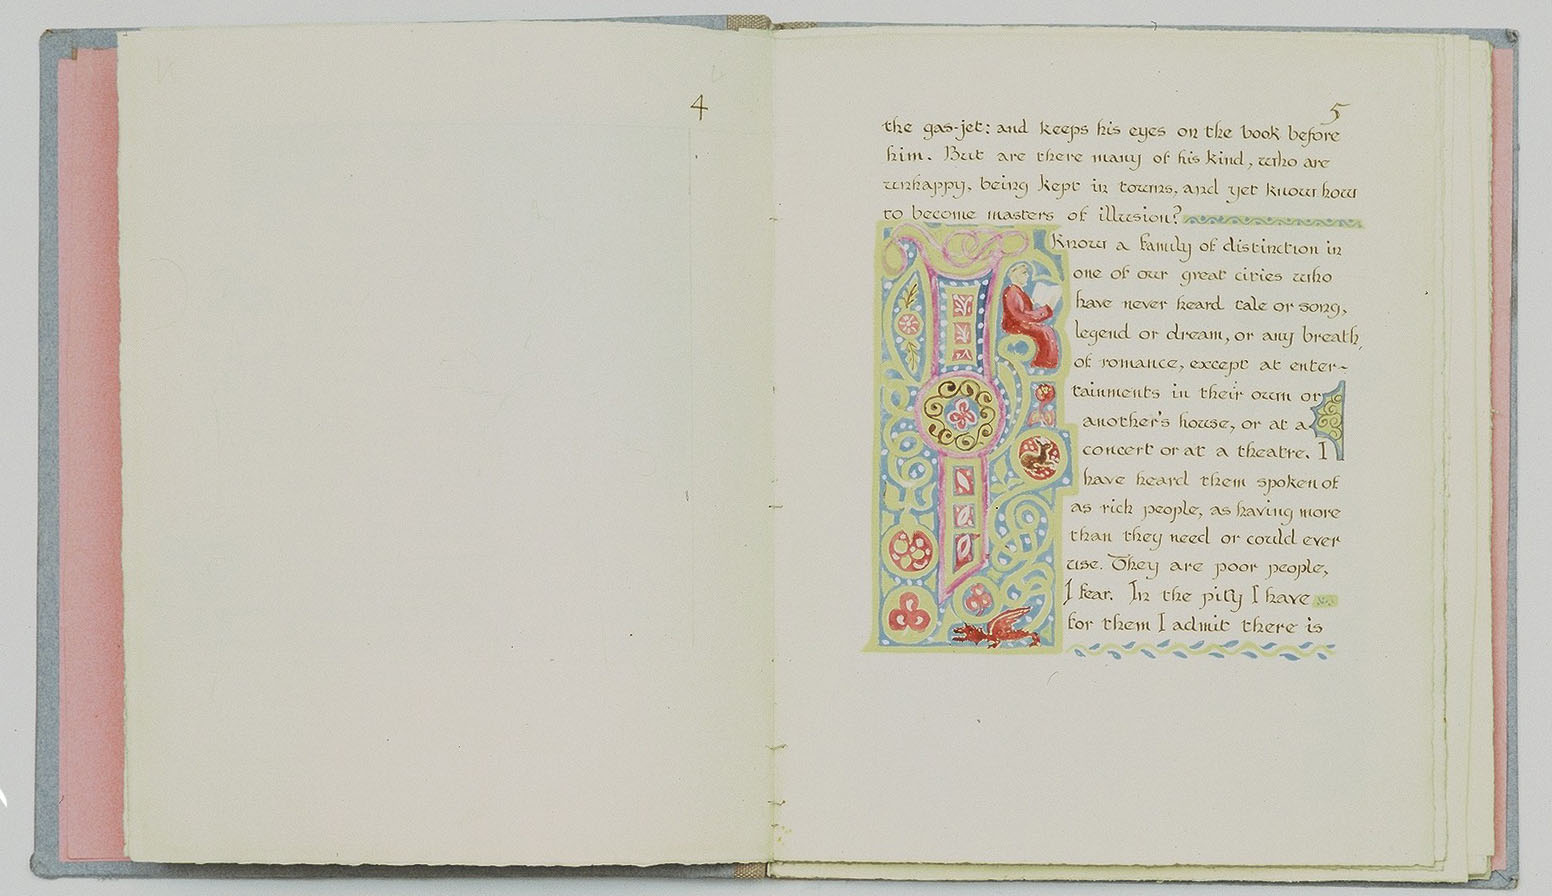 4
5
the gas-jet: and keeps his eyes on the book before
him. But are there many of his kind, who are
unhappy, being kept in towns, and yet know how
to become masters of illusion?
I know a family of distinction in
one of our great cities who
have never heard tale or song,
legend or dream, or any breath,
of romance, except at enter-
tainments in their own or
another's house, or at a
concert or at a theatre. I
have heard them spoken of
as rich people, as having more
than they need or could ever
use. They are poor people,
I fear. In the pity I have
for them I admit there is